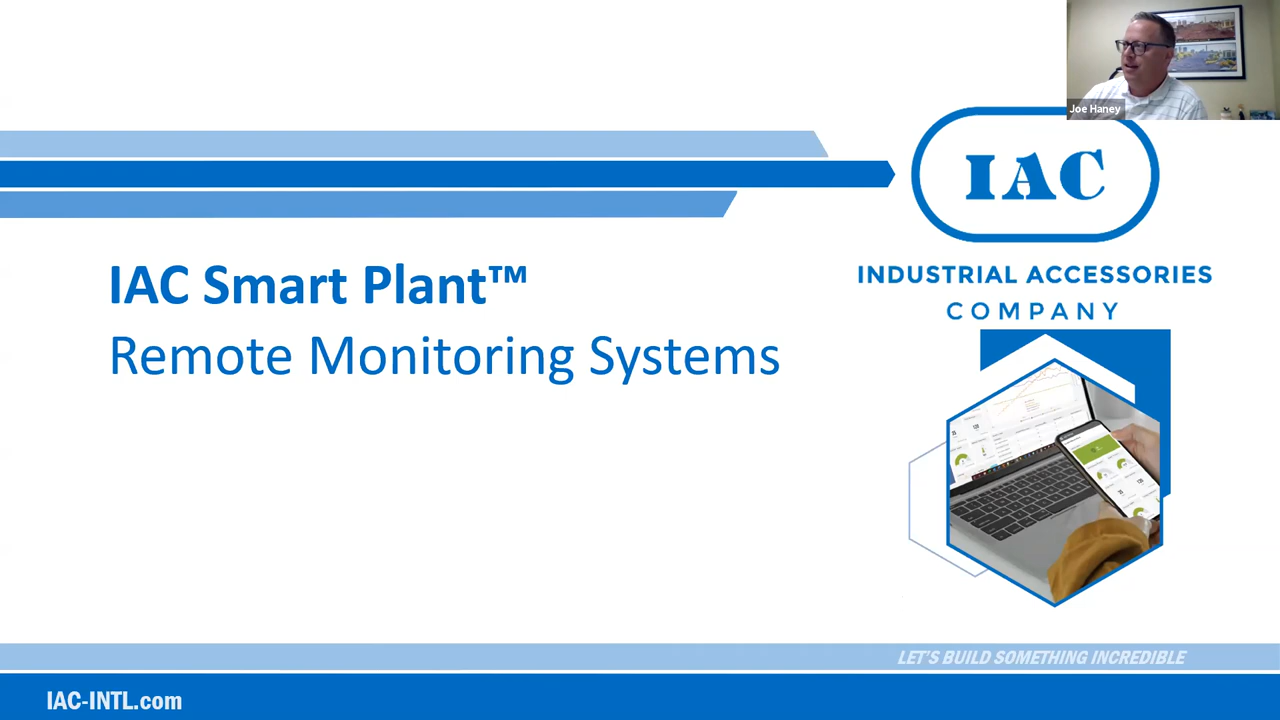 Joe Haney
IAC
INDUSTRIAL ACCESSORIES
COMPANY
IAC Smart Plant™
Remote Monitoring Systems
LET'S BUILD SOMETHING INCREDIBLE
IAC-INTL.com